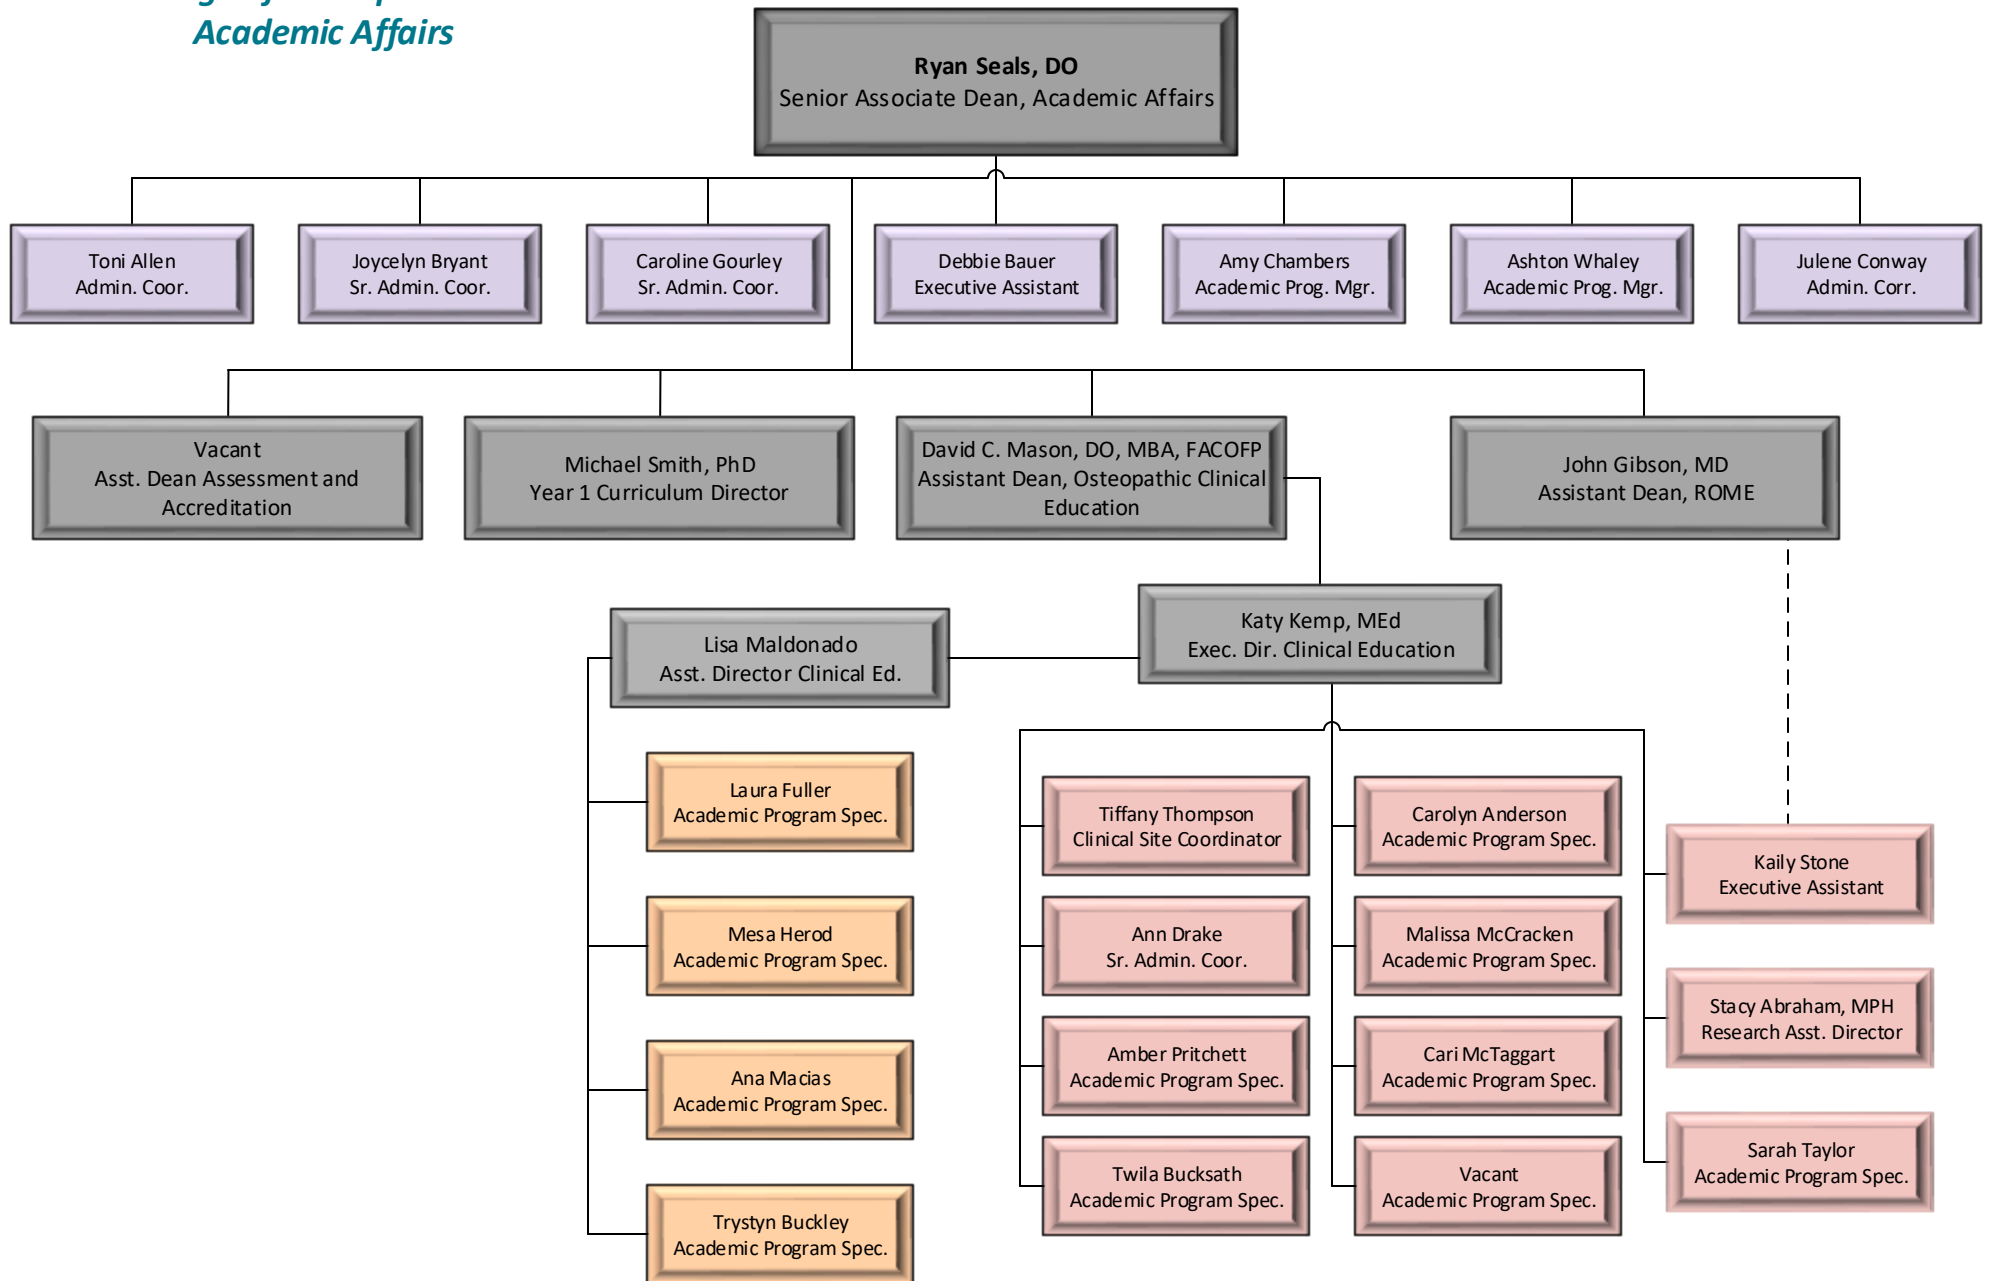 Academic Affairs
Ryan Seals, DO
Senior Associate Dean, Academic Affairs
Toni Allen
Admin. Coor.
Joycelyn Bryant
Sr. Admin. Coor.
Caroline Gourley
Sr. Admin. Coor.
Debbie Bauer
Executive Assistant
Amy Chambers
Academic Prog. Mgr.
Ashton Whaley
Academic Prog. Mgr.
Julene Conway
Admin. Corr.
Vacant
Asst. Dean Assessment and
Accreditation
Michael Smith, PhD
Year 1 Curriculum Director
David C. Mason, DO, MBA, FACOFP
Assistant Dean, Osteopathic Clinical
Education
John Gibson, MD
Assistant Dean, ROME
Lisa Maldonado
Asst. Director Clinical Ed.
Katy Kemp, MEd
Exec. Dir. Clinical Education
Laura Fuller
Academic Program Spec.
Mesa Herod
Academic Program Spec.
Ana Macias
Academic Program Spec.
Trystyn Buckley
Academic Program Spec.
Tiffany Thompson
Clinical Site Coordinator
Ann Drake
Sr. Admin. Coor.
Amber Pritchett
Academic Program Spec.
Twila Bucksath
Academic Program Spec.
Carolyn Anderson
Academic Program Spec.
Malissa McCracken
Academic Program Spec.
Cari McTaggart
Academic Program Spec.
Vacant
Academic Program Spec.
Kaily Stone
Executive Assistant
Stacy Abraham, MPH
Research Asst. Director
Sarah Taylor
Academic Program Spec.